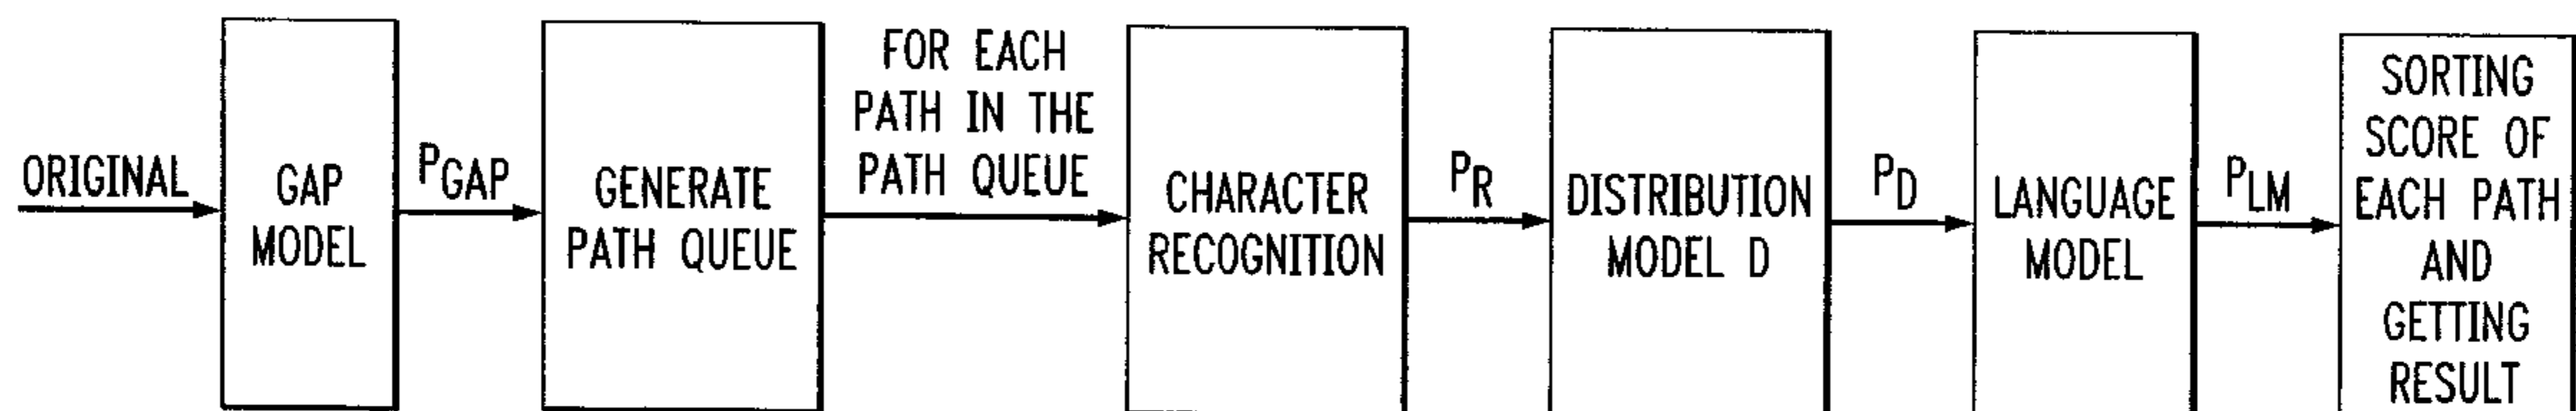 ORIGINAL
GAP
MODEL
PGAP
GENERATE
PATH QUEUE
FOR EACH
PATH IN THE
PATH QUEUE
CHARACTER
RECOGNITION
PR
DISTRIBUTION
MODEL D
PD
LANGUAGE
MODEL
PLM
SORTING
SCORE OF
EACH PATH
AND
GETTING
RESULT